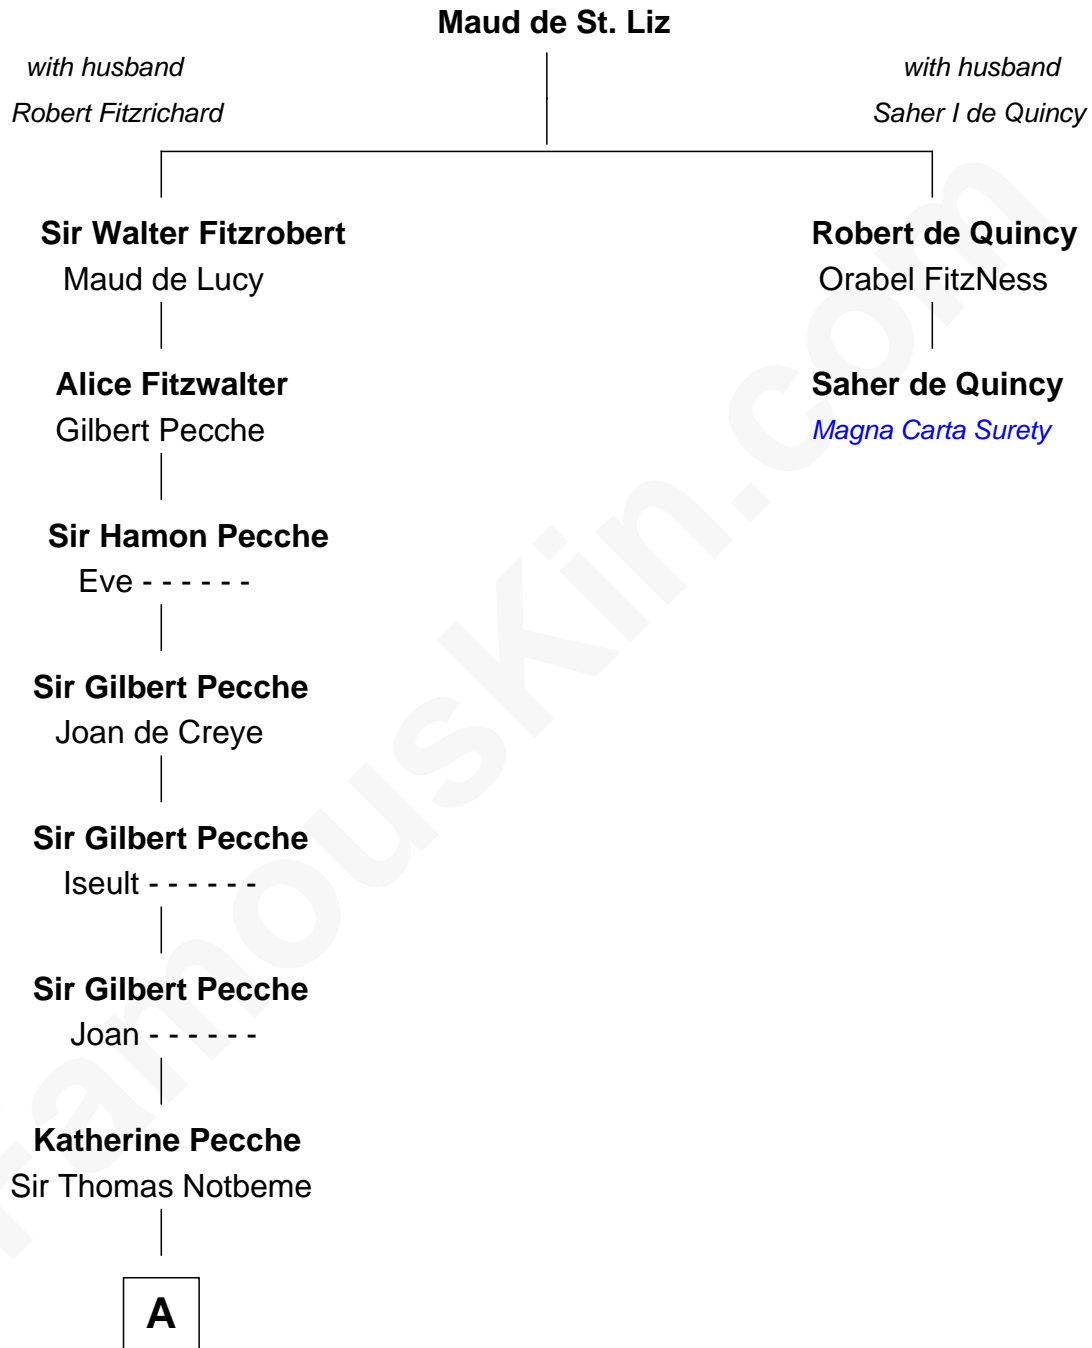 Maud de St. Liz
with husband
Robert Fitzrichard
with husband
Saher I de Quincy
Sir Walter Fitzrobert
Maud de Lucy
Robert de Quincy
Orabel FitzNess
Alice Fitzwalter
Gilbert Pecche
Saher de Quincy
Magna Carta Surety
Sir Hamon Pecche
Eve - - - - - -
Sir Gilbert Pecche
Joan de Creye
Sir Gilbert Pecche
Iseult - - - - - -
Sir Gilbert Pecche
Joan - - - - - -
Katherine Pecche
Sir Thomas Notbeme
A
FamousKin.com